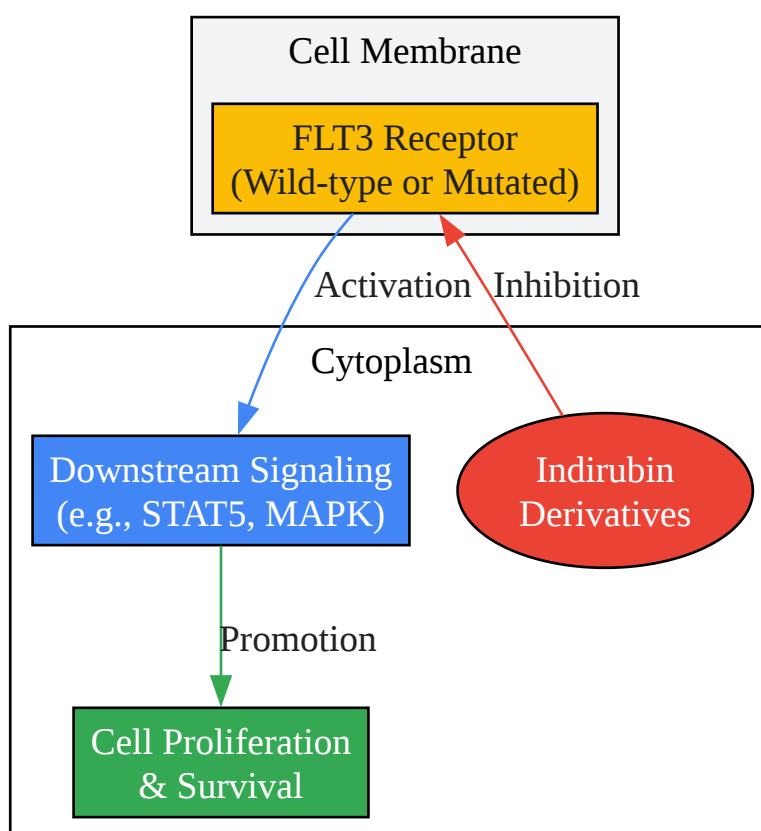 Cell Membrane
FLT3 Receptor
(Wild-type or Mutated)
Activation
Inhibition
Cytoplasm
Downstream Signaling
(e.g., STAT5, MAPK)
Indirubin
Derivatives
Promotion
Cell Proliferation
& Survival